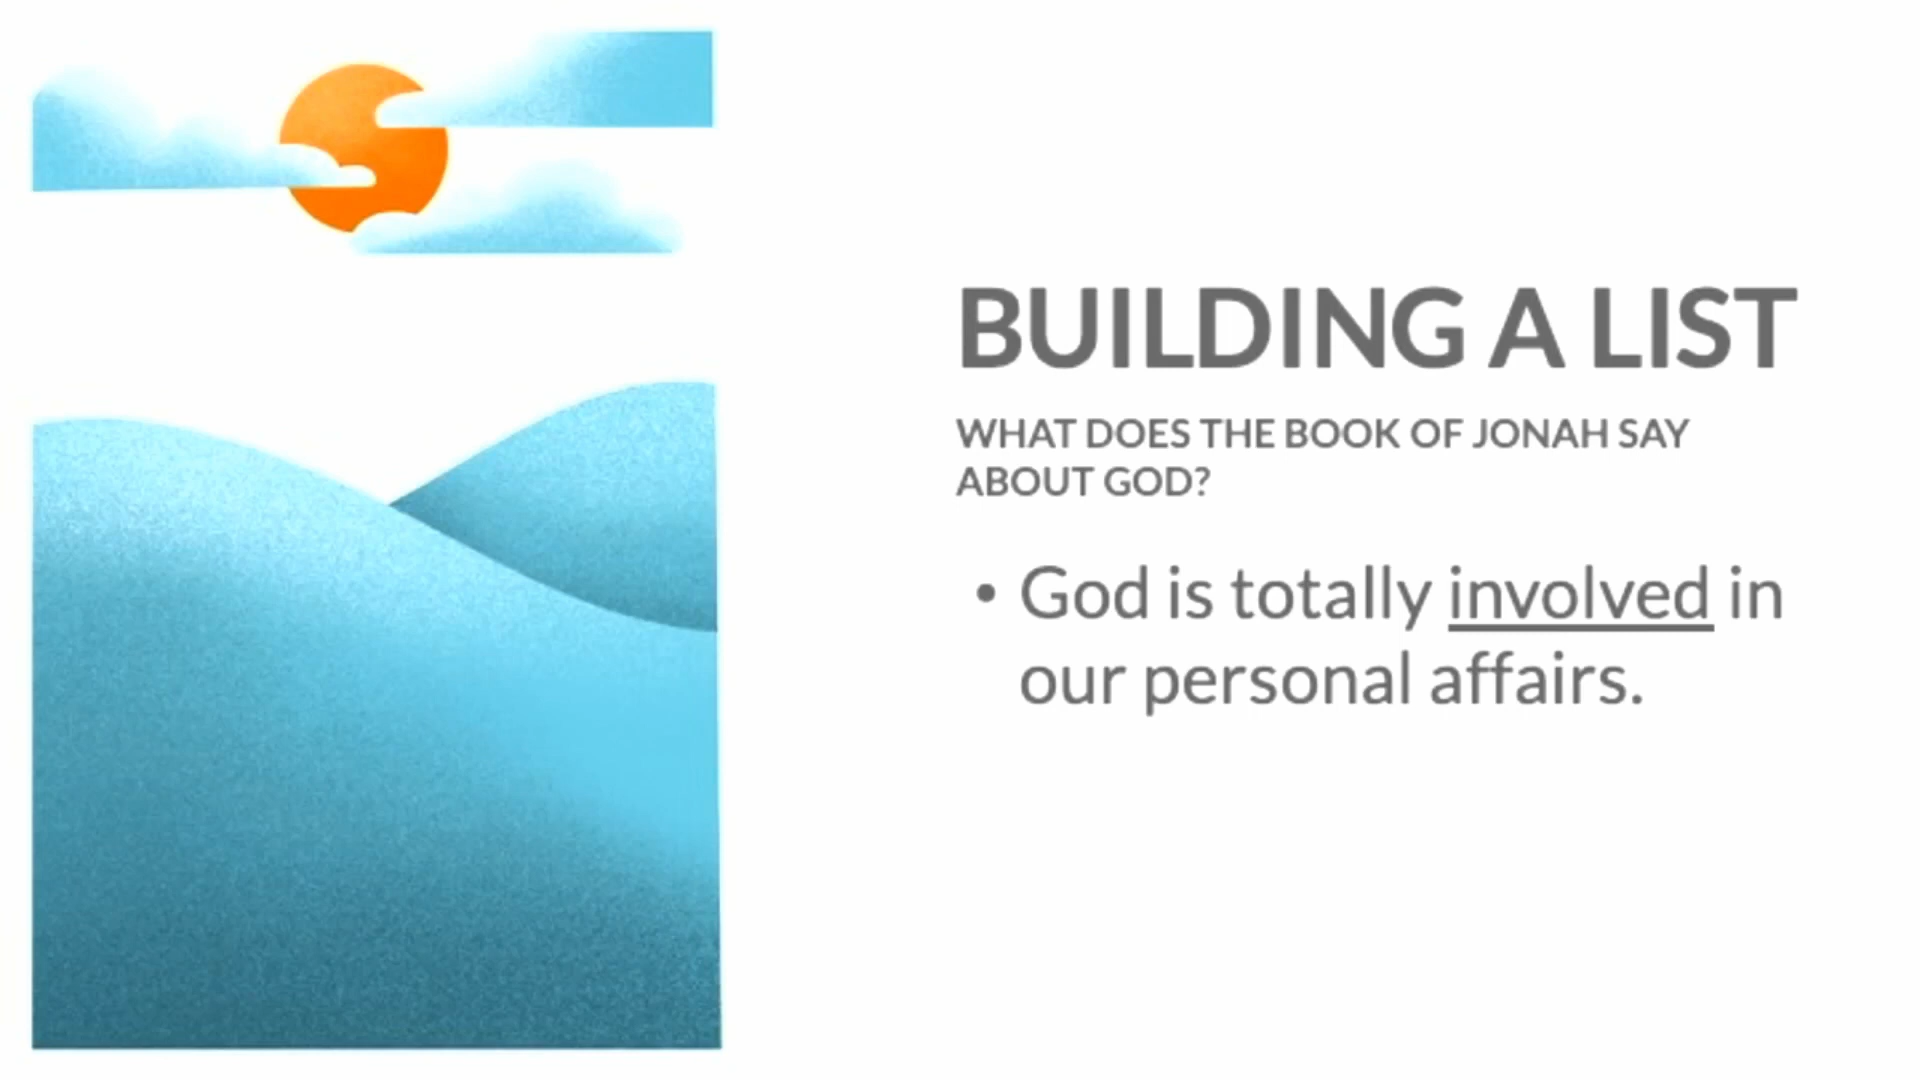 BUILDING A LIST
WHAT DOES THE BOOK OF JONAH SAY
ABOUT GOD?
• God is totally involved in
our personal affairs.